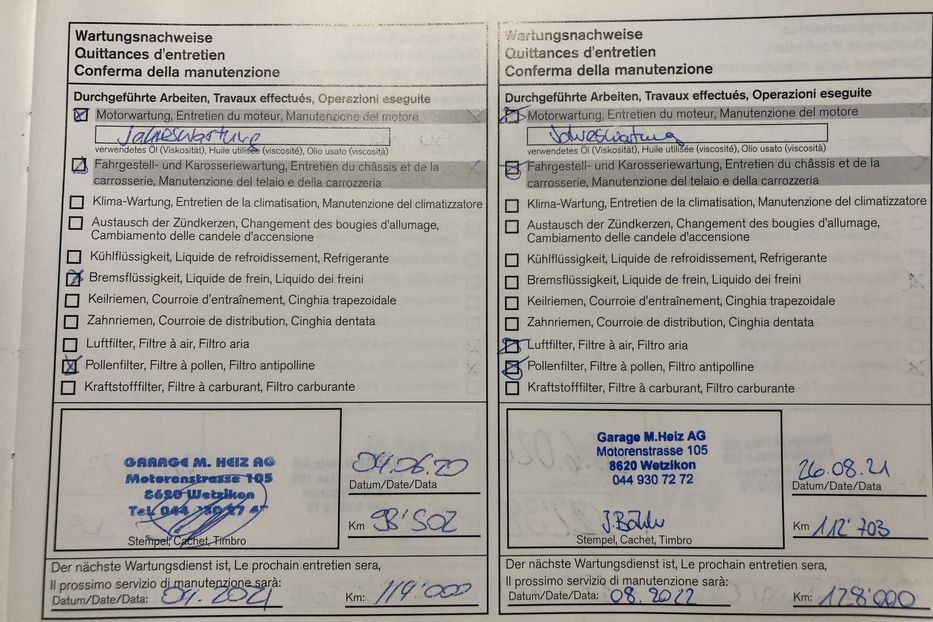 Wartungsnachweise
Quittances d'entretien
Conferma della manutenzione
Durchgeführte Arbeiten, Travaux effectués, Operazioni eseguite
Motorwartung, Entretien du moteur, Manutenzione del motore
Jahreswartung
verwendetes Öl (Viskosität), Huile utilisée (viscosité), Olio usato (viscosità)
Fahrgestell- und Karosseriewartung, Entretien du châssis et de la
carrosserie, Manutenzione del telaio e della carrozzeria
Klima-Wartung, Entretien de la climatisation, Manutenzione del climatizzatore
Austausch der Zündkerzen, Changement des bougies d'allumage,
Cambiamento delle candele d'accensione
Kühlflüssigkeit, Liquide de refroidissement, Refrigerante
Bremsflüssigkeit, Liquide de frein, Liquido dei freini
Keilriemen, Courroie d'entraînement, Cinghia trapezoidale
Zahnriemen, Courroie de distribution, Cinghia dentata
Luftfilter, Filtre à air, Filtro aria
Pollenfilter, Filtre à pollen, Filtro antipolline
Kraftstofffilter, Filtre à carburant, Filtro carburante
GARAGE M. HEIZ AG
Motorenstrasse 105
8620 Wetzikon
Tel. 044
Stempel, Cachet, Timbro
04.06.20
Datum/Date/Data
Km 98'502
Der nächste Wartungsdienst ist, Le prochain entretien sera,
Il prossimo servizio di manutenzione sarà:
Datum/Date/Data: 04.2021 Km: 119'000
Wartungsnachweise
Quittances d'entretien
Conferma della manutenzione
Durchgeführte Arbeiten, Travaux effectués, Operazioni eseguite
Motorwartung, Entretien du moteur, Manutenzione del motore
Jahreswartung
verwendetes Öl (Viskosität), Huile utilisée (viscosité), Olio usato (viscosità)
Fahrgestell- und Karosseriewartung, Entretien du châssis et de la
carrosserie, Manutenzione del telaio e della carrozzeria
Klima-Wartung, Entretien de la climatisation, Manutenzione del climatizzatore
Austausch der Zündkerzen, Changement des bougies d'allumage,
Cambiamento delle candele d'accensione
Kühlflüssigkeit, Liquide de refroidissement, Refrigerante
Bremsflüssigkeit, Liquide de frein, Liquido dei freini
Keilriemen, Courroie d'entraînement, Cinghia trapezoidale
Zahnriemen, Courroie de distribution, Cinghia dentata
Luftfilter, Filtre à air, Filtro aria
Pollenfilter, Filtre à pollen, Filtro antipolline
Kraftstofffilter, Filtre à carburant, Filtro carburante
Garage M.Heiz AG
Motorenstrasse 105
8620 Wetzikon
044 930 72 72
Stempel, Cachet, Timbro
26.08.21
Datum/Date/Data
Km 112'703
Der nächste Wartungsdienst ist, Le prochain entretien sera,
Il prossimo servizio di manutenzione sarà:
Datum/Date/Data: 08.2022 Km: 128'000